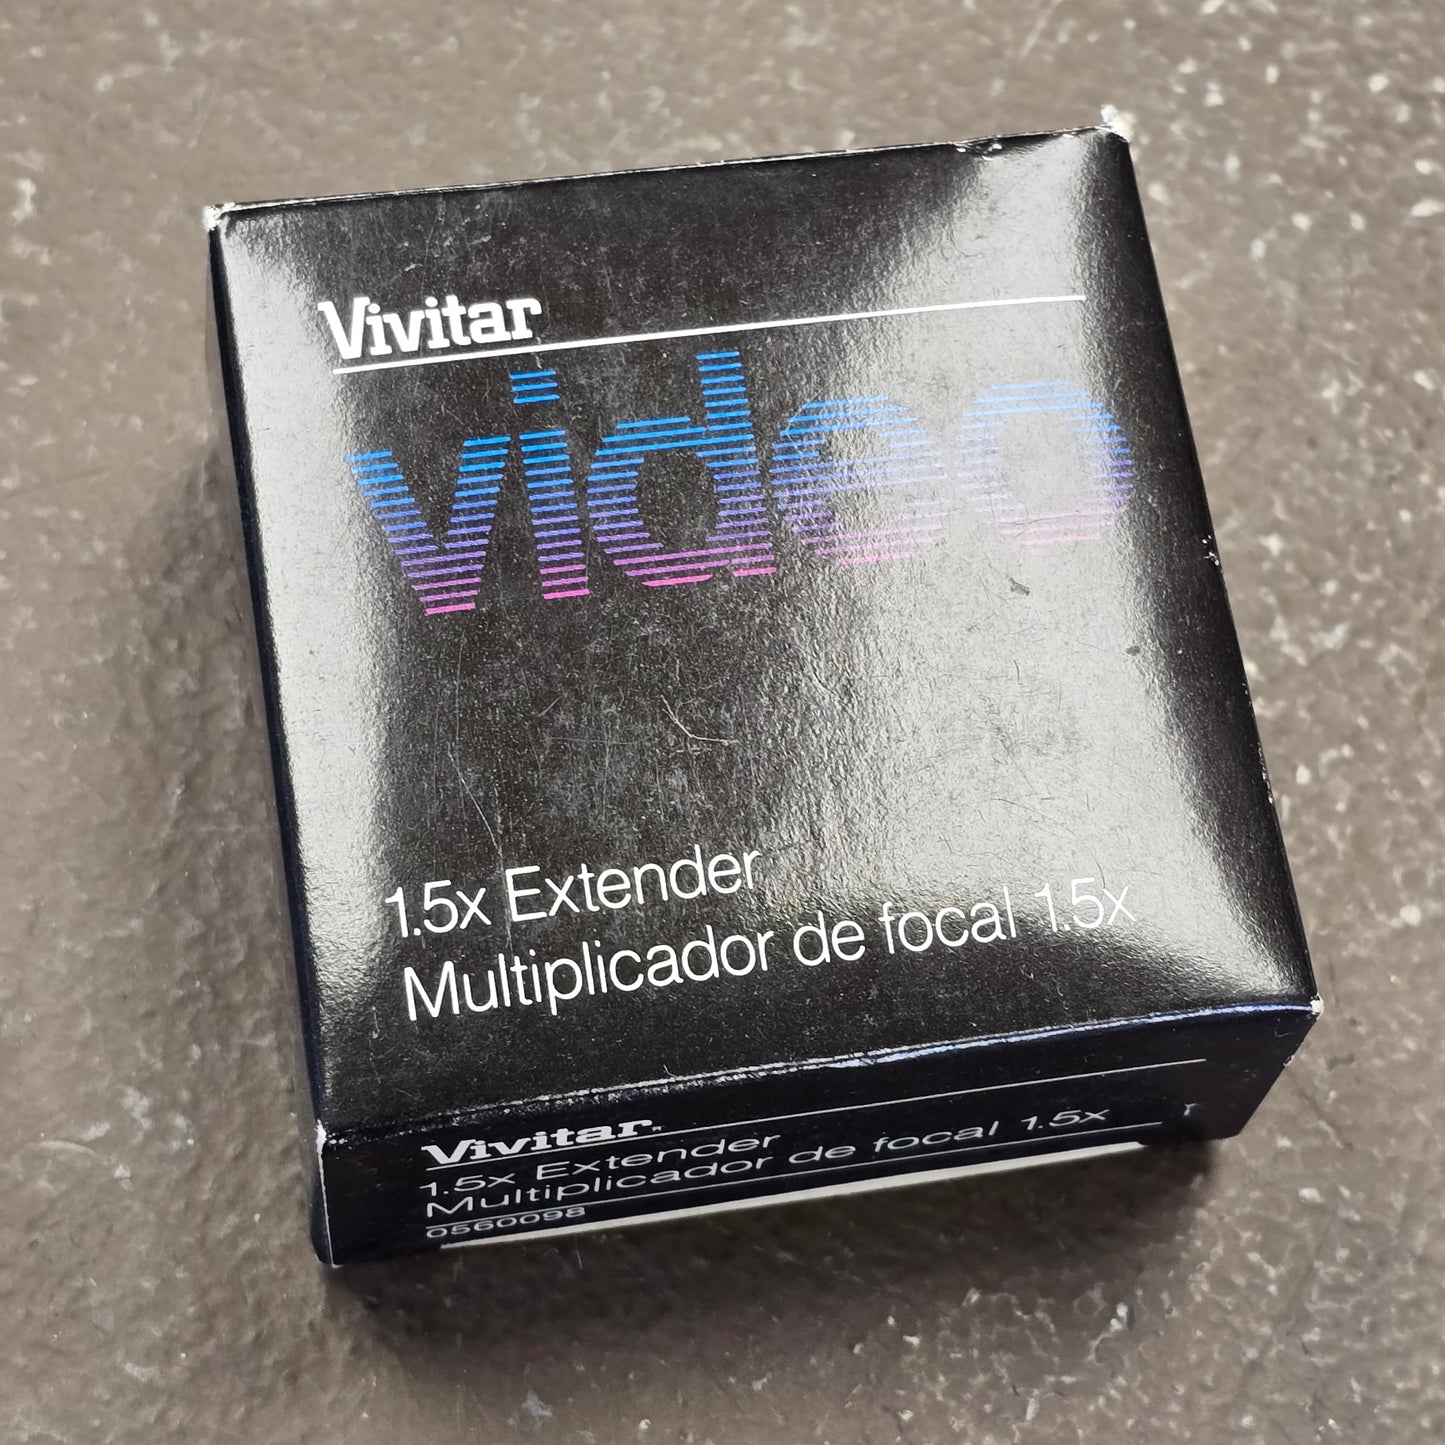 Vivitar
video
1.5x Extender
Multiplicador de focal 1.5x
Vivitar
1.5x Extender
Multiplicador de focal 1.5x
0560098